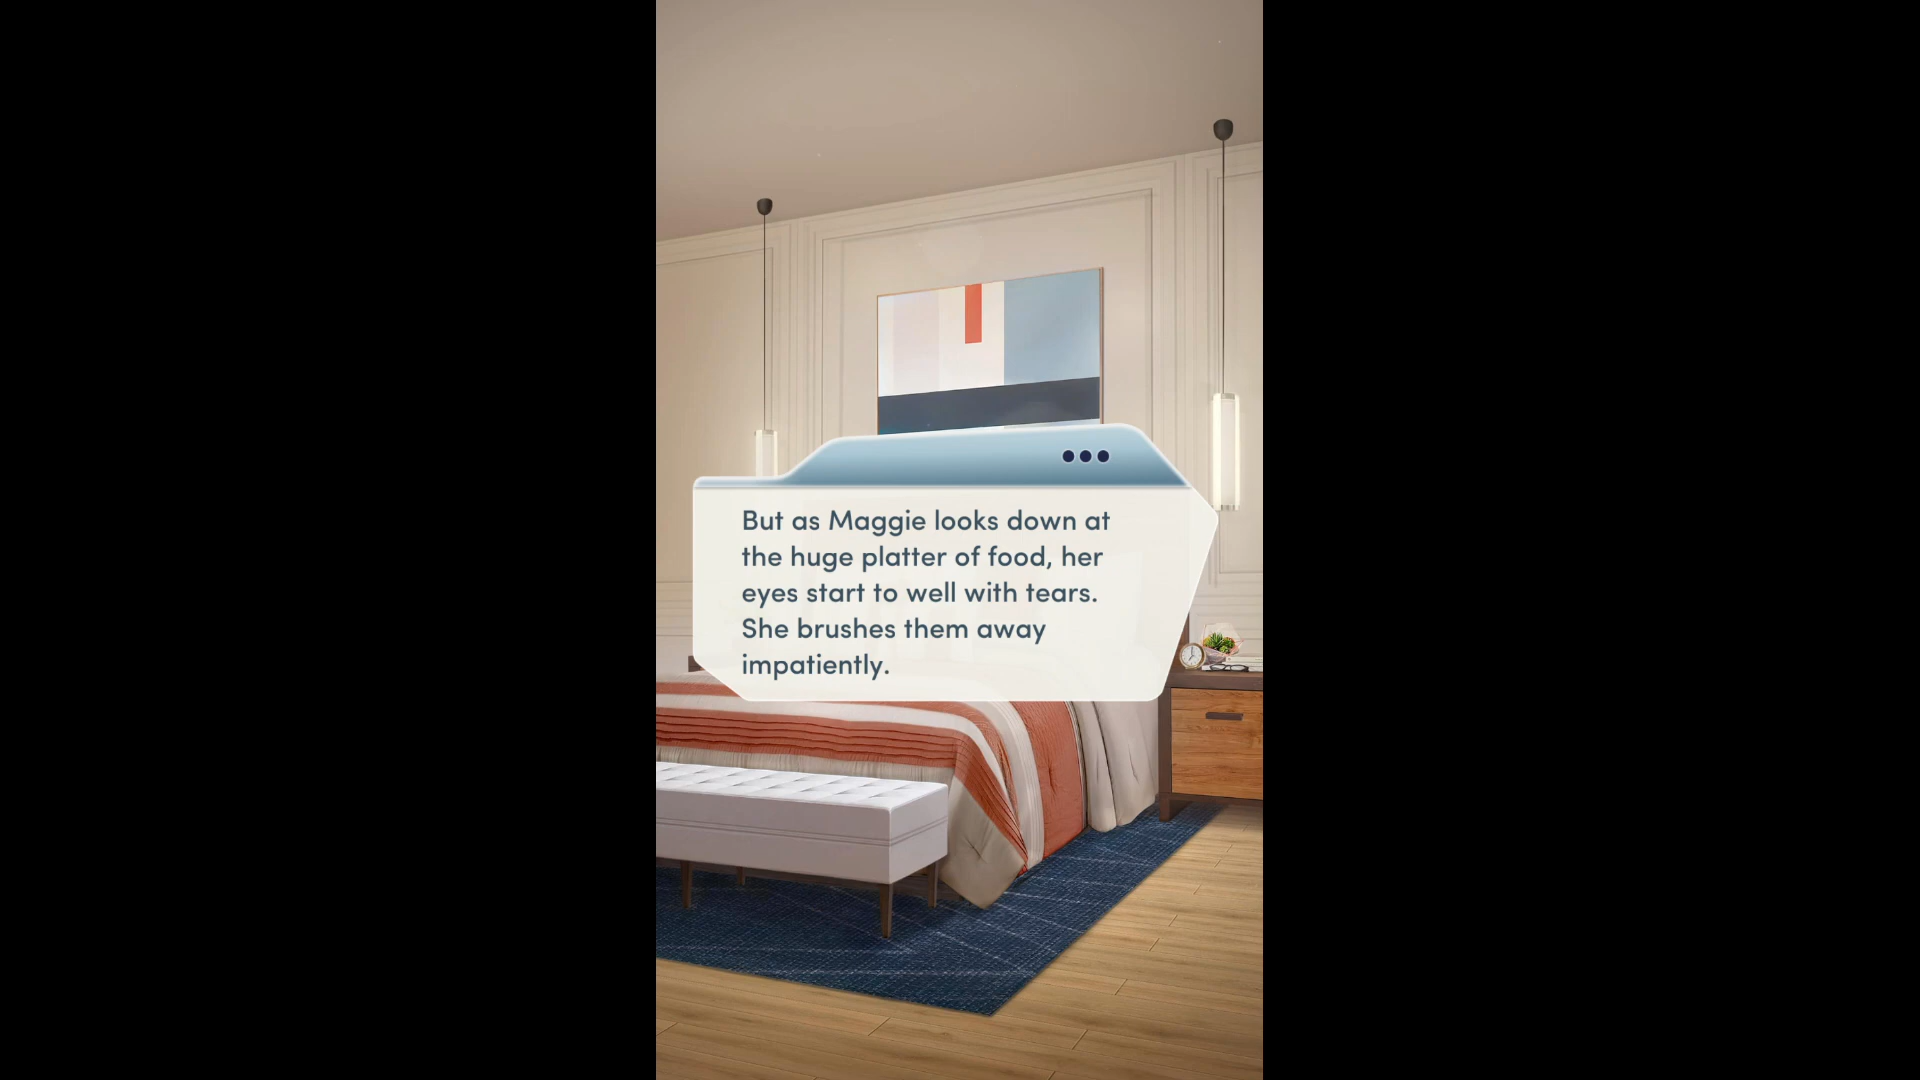 But as Maggie looks down at
the huge platter of food, her
eyes start to well with tears.
She brushes them away
impatiently.